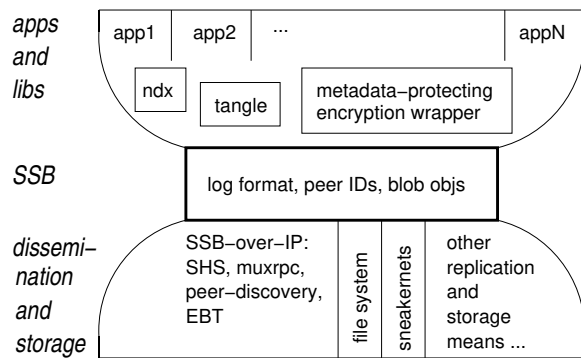 apps
and
libs
app1
app2
...
appN
ndx
tangle
metadata−protecting
encryption wrapper
SSB
log format, peer IDs, blob objs
dissemi−
nation
and
storage
SSB−over−IP:
SHS, muxrpc,
peer−discovery,
EBT
file system
sneakernets
other
replication
and
storage
means ...